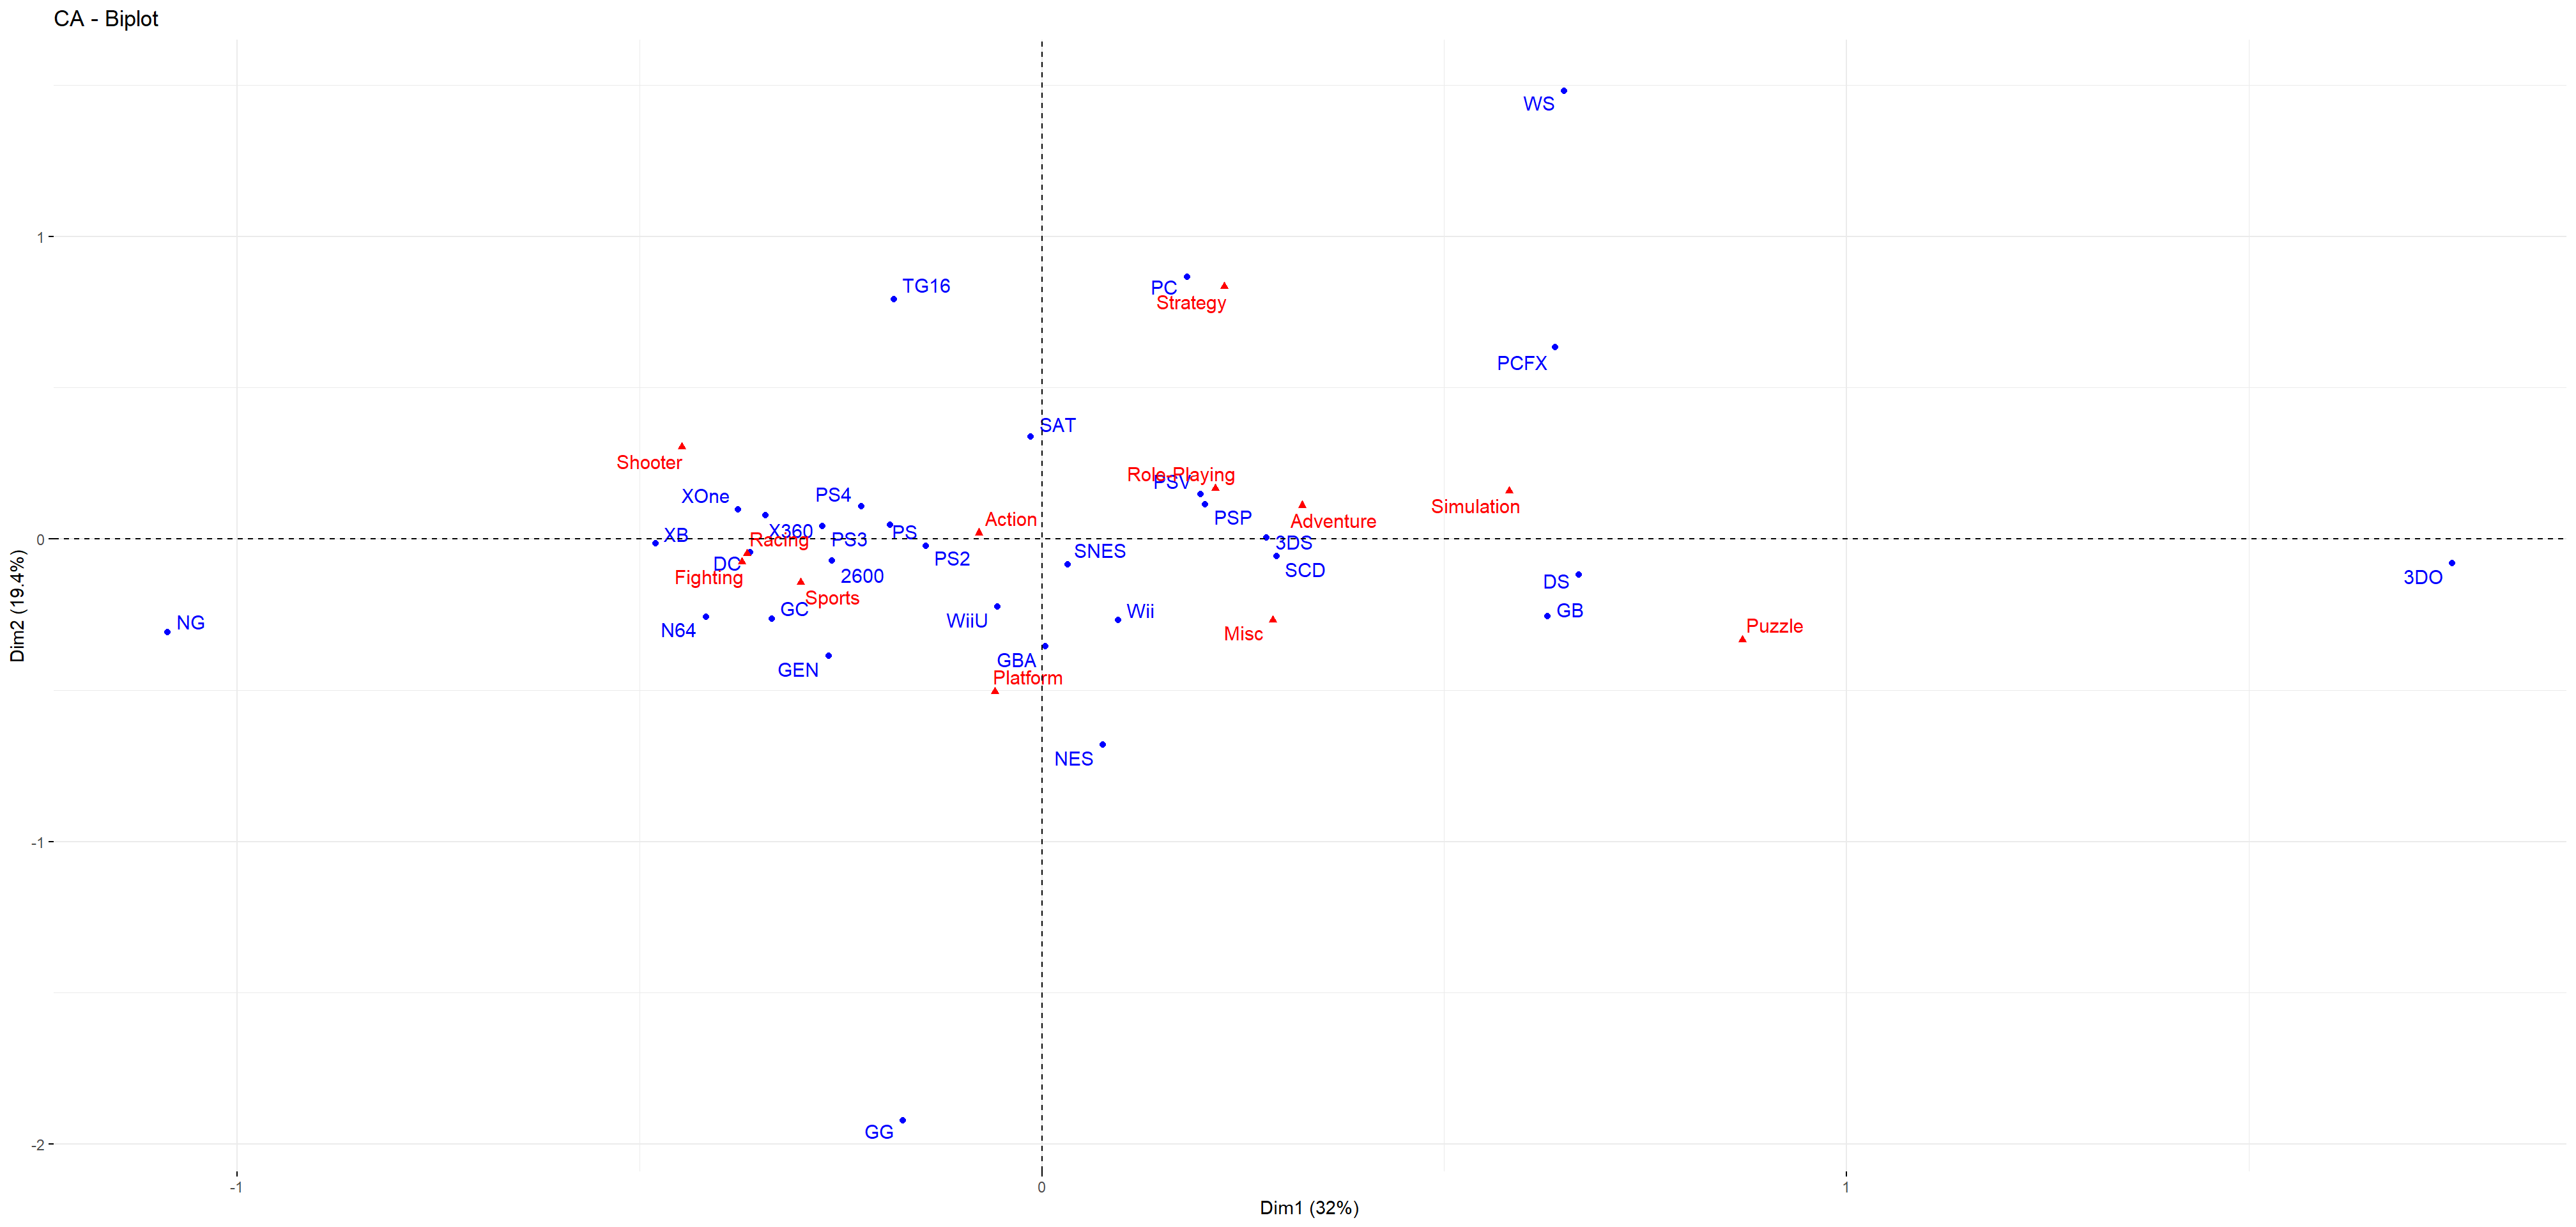 CA - Biplot
WS
1
TG16
PC
Strategy
PCFX
SAT
Shooter
Role-Playing
PSV
XOne
PS4
Simulation
PSP
Action
Adventure
X360
PS
XB
Racing
PS3
0
3DS
SNES
PS2
DC
SCD
Fighting
2600
DS
3DO
Sports
GC
Wii
GB
NG
WiiU
Puzzle
N64
Misc
GBA
GEN
Platform
NES
-1
GG
-2
-1
0
1
Dim1 (32%)
Dim2 (19.4%)